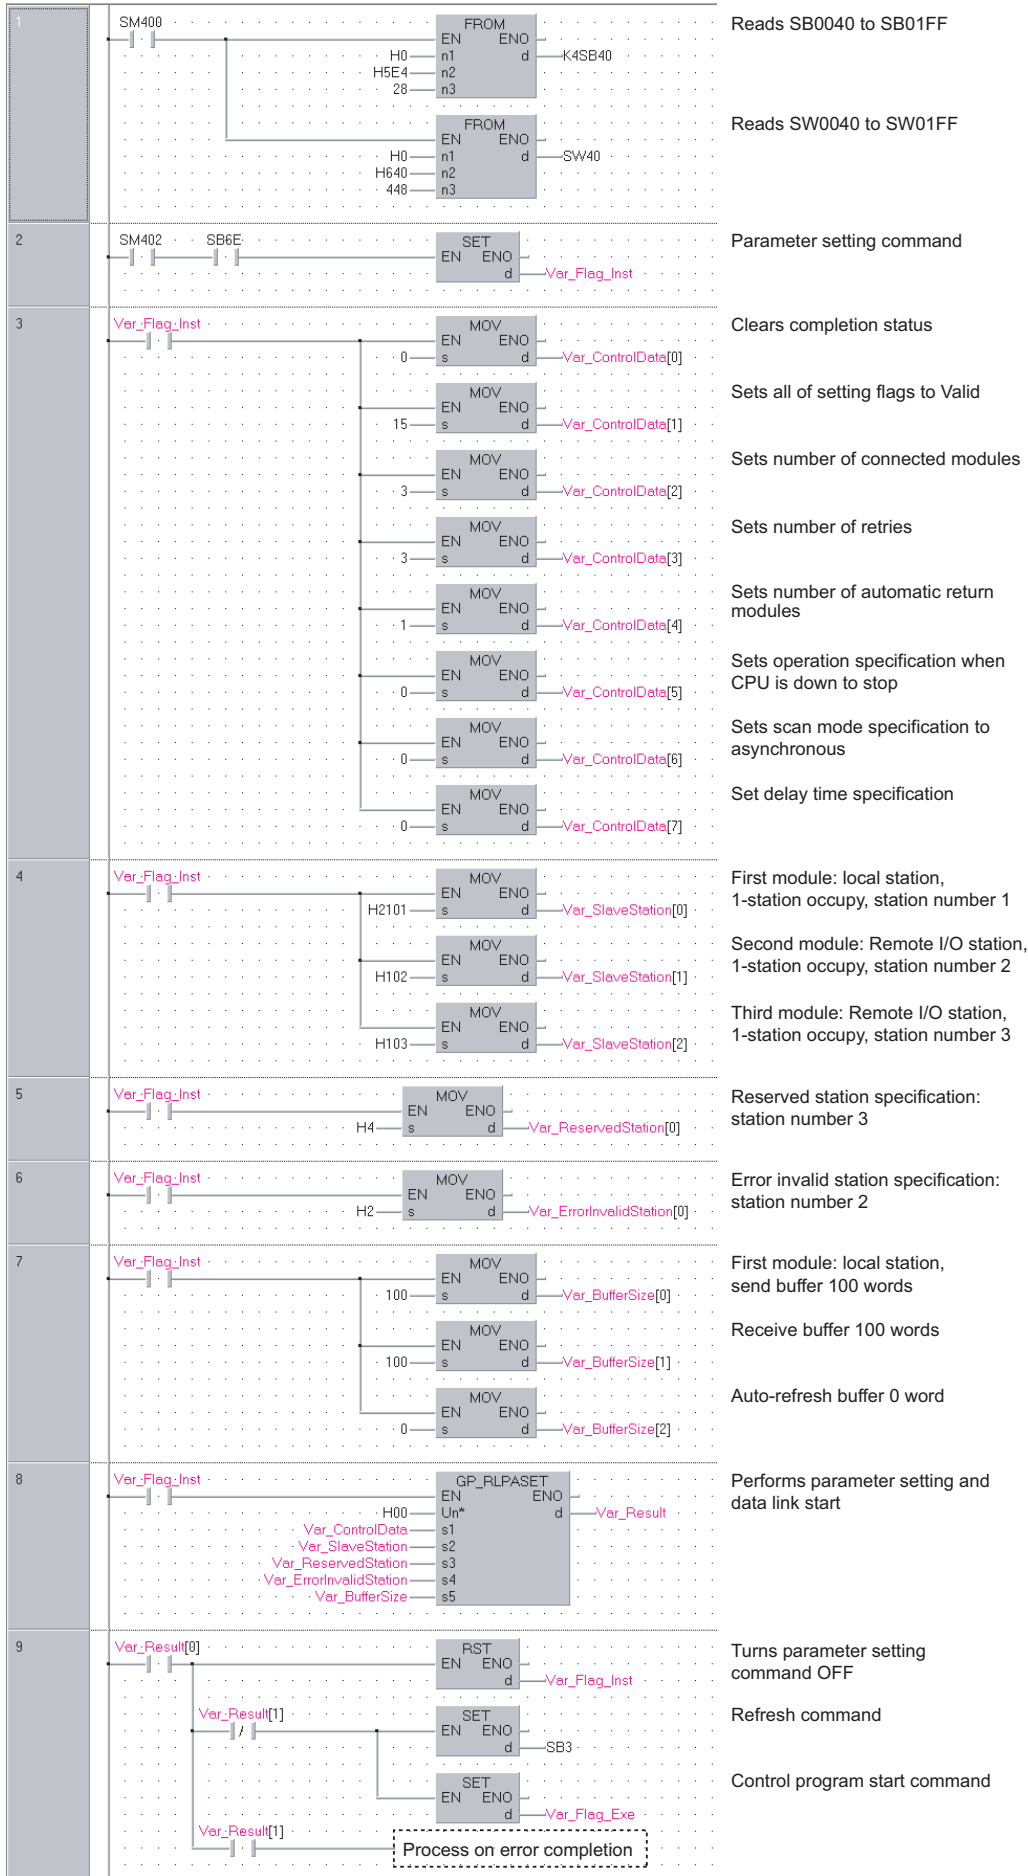 1
SM400
FROM
EN ENO
H0 n1 d K4SB40
H5E4 n2
28 n3
Reads SB0040 to SB01FF
FROM
EN ENO
H0 n1 d SW40
H640 n2
448 n3
Reads SW0040 to SW01FF
2
SM402 SB6E
SET
EN ENO
d Var_Flag_Inst
Parameter setting command
3
Var_Flag_Inst
MOV
EN ENO
0 s d Var_ControlData[0]
Clears completion status
MOV
EN ENO
15 s d Var_ControlData[1]
Sets all of setting flags to Valid
MOV
EN ENO
3 s d Var_ControlData[2]
Sets number of connected modules
MOV
EN ENO
3 s d Var_ControlData[3]
Sets number of retries
MOV
EN ENO
1 s d Var_ControlData[4]
Sets number of automatic return
modules
MOV
EN ENO
0 s d Var_ControlData[5]
Sets operation specification when
CPU is down to stop
MOV
EN ENO
0 s d Var_ControlData[6]
Sets scan mode specification to
asynchronous
MOV
EN ENO
0 s d Var_ControlData[7]
Set delay time specification
4
Var_Flag_Inst
MOV
EN ENO
H2101 s d Var_SlaveStation[0]
First module: local station,
1-station occupy, station number 1
MOV
EN ENO
H102 s d Var_SlaveStation[1]
Second module: Remote I/O station,
1-station occupy, station number 2
MOV
EN ENO
H103 s d Var_SlaveStation[2]
Third module: Remote I/O station,
1-station occupy, station number 3
5
Var_Flag_Inst
MOV
EN ENO
H4 s d Var_ReservedStation[0]
Reserved station specification:
station number 3
6
Var_Flag_Inst
MOV
EN ENO
H2 s d Var_ErrorInvalidStation[0]
Error invalid station specification:
station number 2
7
Var_Flag_Inst
MOV
EN ENO
100 s d Var_BufferSize[0]
First module: local station,
send buffer 100 words
MOV
EN ENO
100 s d Var_BufferSize[1]
Receive buffer 100 words
MOV
EN ENO
0 s d Var_BufferSize[2]
Auto-refresh buffer 0 word
8
Var_Flag_Inst
GP_RLPASET
EN ENO
H00 Un* d Var_Result
Var_ControlData s1
Var_SlaveStation s2
Var_ReservedStation s3
Var_ErrorInvalidStation s4
Var_BufferSize s5
Performs parameter setting and
data link start
9
Var_Result[0]
RST
EN ENO
d Var_Flag_Inst
Turns parameter setting
command OFF
Var_Result[1]
SET
EN ENO
d SB3
Refresh command
SET
EN ENO
d Var_Flag_Exe
Control program start command
Var_Result[1]
Process on error completion